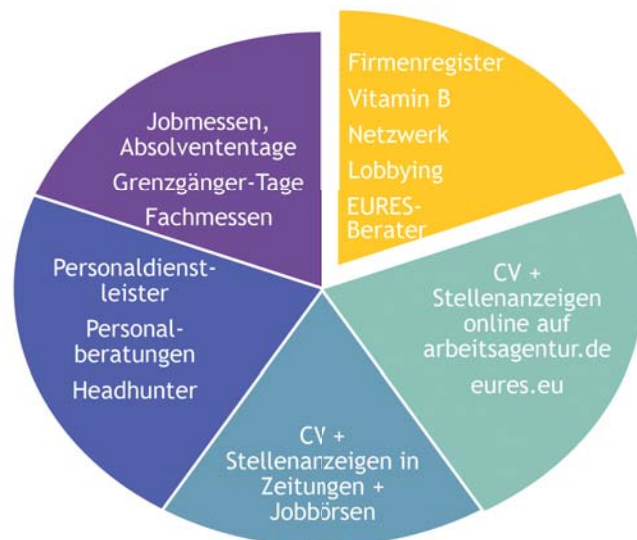 Firmenregister
Vitamin B
Netzwerk
Lobbying
EURES-
Berater
CV +
Stellenanzeigen
online auf
arbeitsagentur.de
eures.eu
CV +
Stellenanzeigen in
Zeitungen +
Jobbörsen
Personaldienst-
leister
Personal-
beratungen
Headhunter
Jobmessen,
Absolvententage
Grenzgänger-Tage
Fachmessen